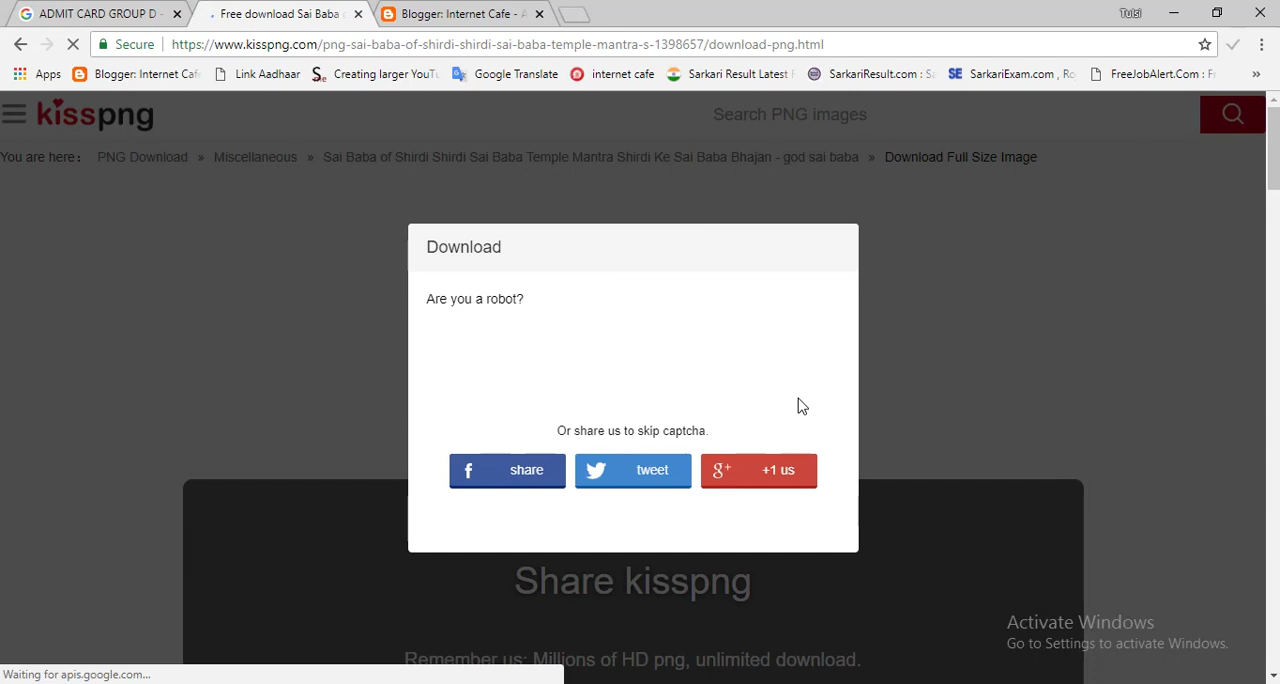 ADMIT CARD GROUP D -
Free download Sai Baba
Blogger: Internet Cafe - A
Tulsi
Secure
https://www.kisspng.com/png-sai-baba-of-shirdi-shirdi-sai-baba-temple-mantra-s-1398657/download-png.html
Apps
Blogger: Internet Caf
Link Aadhaar
Creating larger YouTu
Google Translate
internet cafe
Sarkari Result Latest
SarkariResult.com : Sa
SarkariExam.com , Ro
FreeJobAlert.Com : Fr
»
kisspng
Search PNG images
You are here : PNG Download » Miscellaneous » Sai Baba of Shirdi Shirdi Sai Baba Temple Mantra Shirdi Ke Sai Baba Bhajan - god sai baba » Download Full Size Image
Download
Are you a robot?
Or share us to skip captcha.
share
tweet
g+ +1 us
Share kisspng
Remember us: Millions of HD png, unlimited download.
Activate Windows
Go to Settings to activate Windows.
Waiting for apis.google.com...